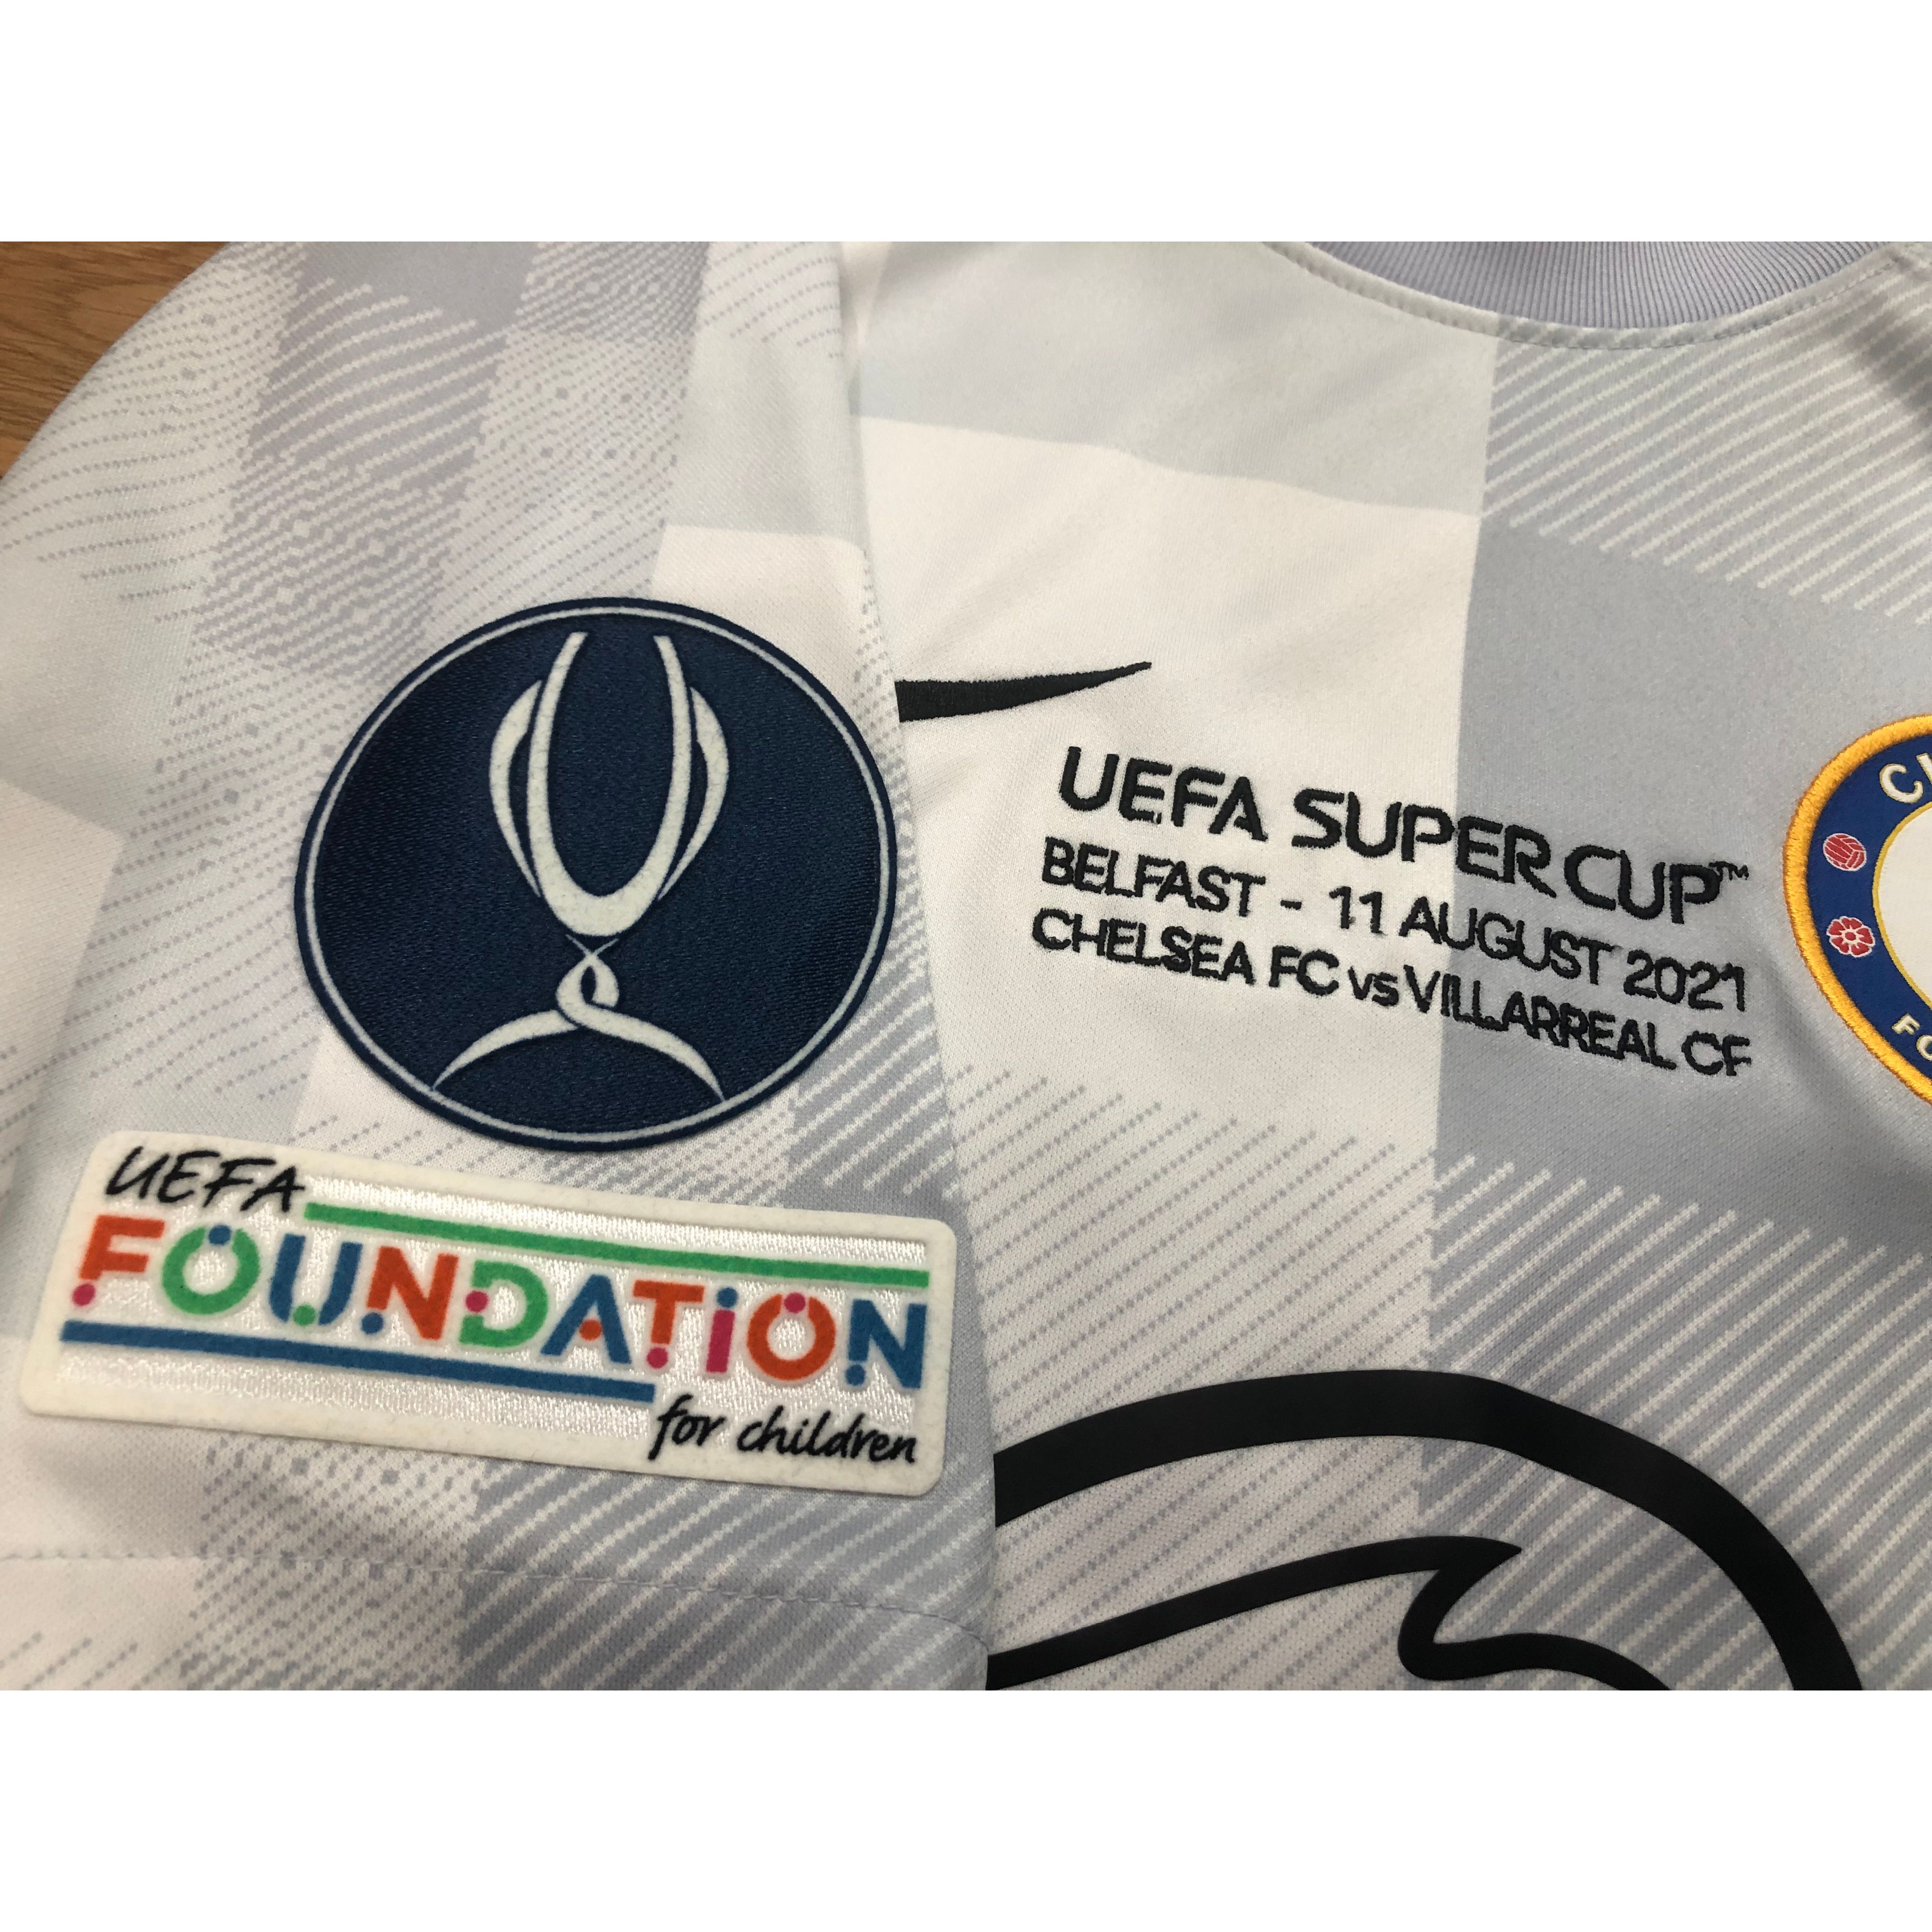 UEFA SUPER CUP™
BELFAST - 11 AUGUST 2021
CHELSEA FC vs VILLARREAL CF
UEFA
FOUNDATION
for children